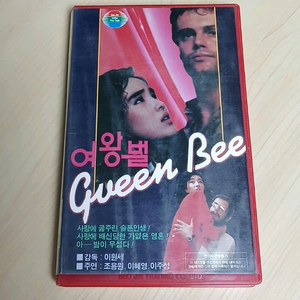 여왕벌
Queen Bee
사랑에 굶주린 슬픈인생!
사랑에 배신당한 가엾은 영혼!
아— 밤이 무섭다!
■ 감독 : 이원세
■ 주연 : 조용원, 이혜영, 이주성